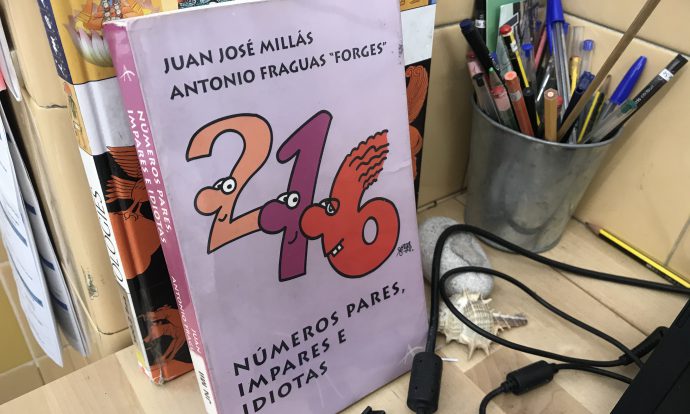 JUAN JOSÉ MILLÁS
ANTONIO FRAGUAS "FORGES"
216
NÚMEROS PARES,
IMPARES E
IDIOTAS
NÚMEROS PARES,
IMPARES E IDIOTAS